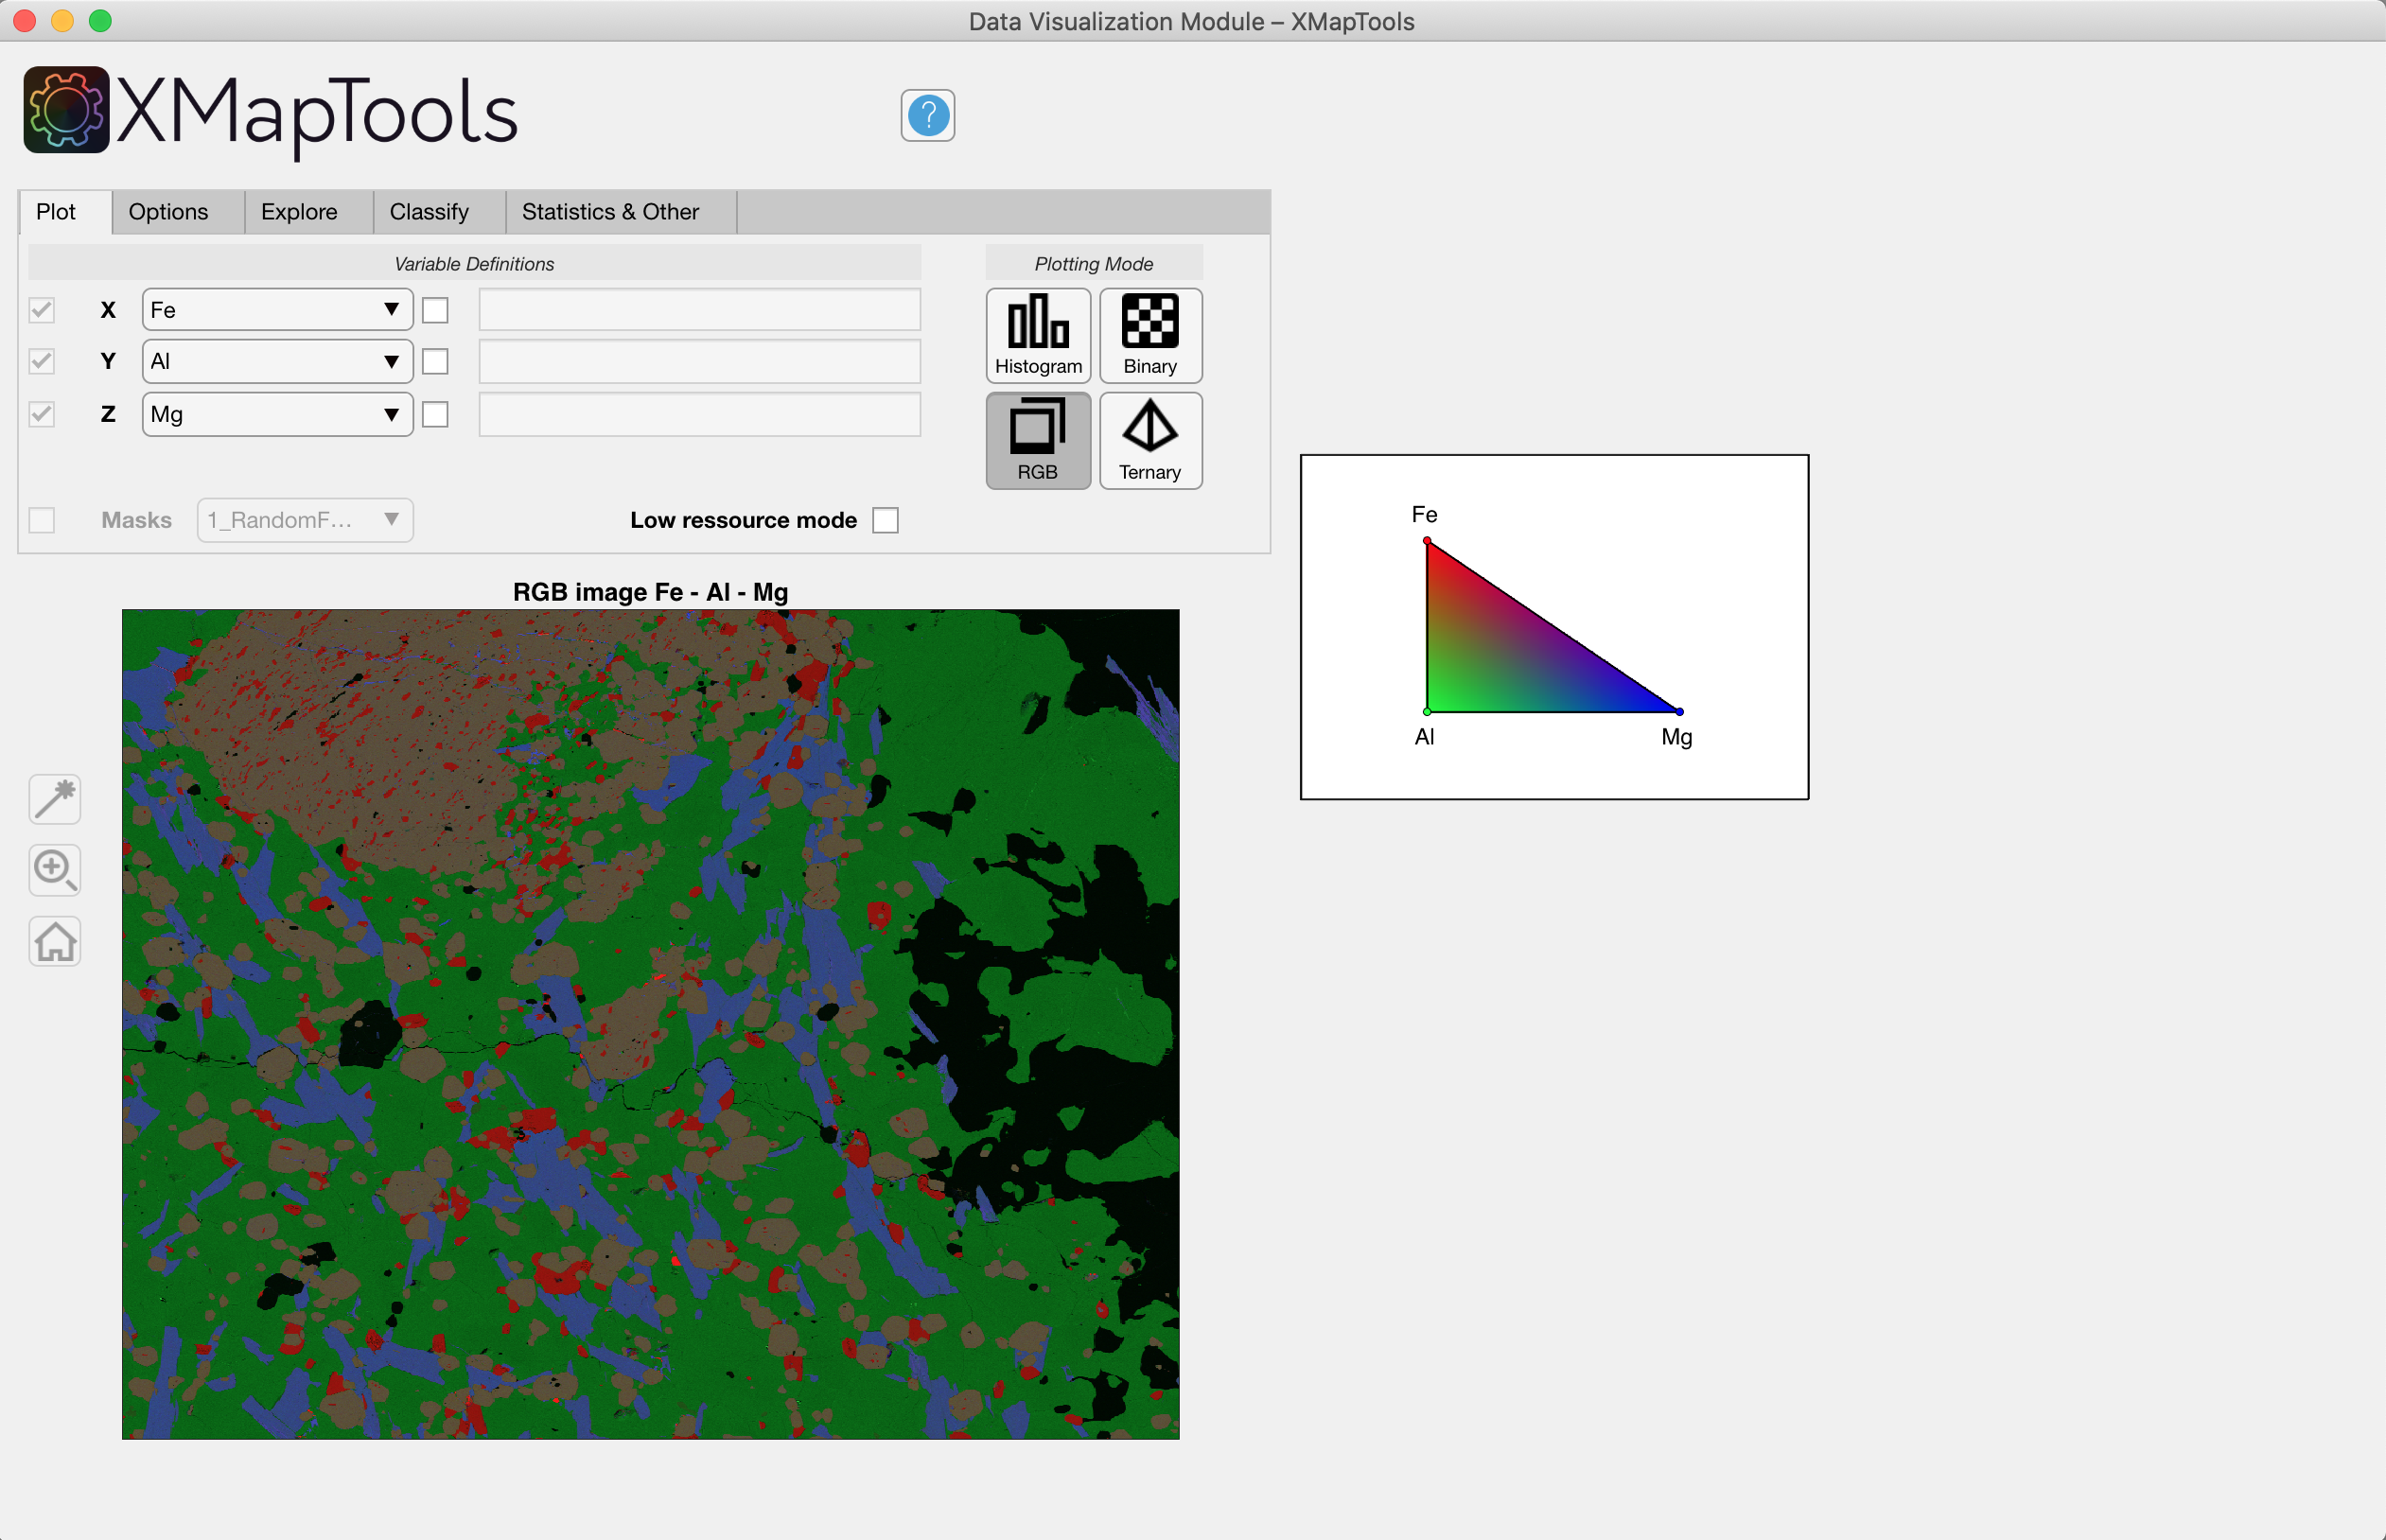 Data Visualization Module – XMapTools
XMapTools
?
Plot Options Explore Classify Statistics & Other
Variable Definitions
Plotting Mode
X Fe
Y Al
Z Mg
Histogram Binary
RGB Ternary
Masks 1_RandomF...
Low ressource mode
RGB image Fe - Al - Mg
Fe
Al Mg